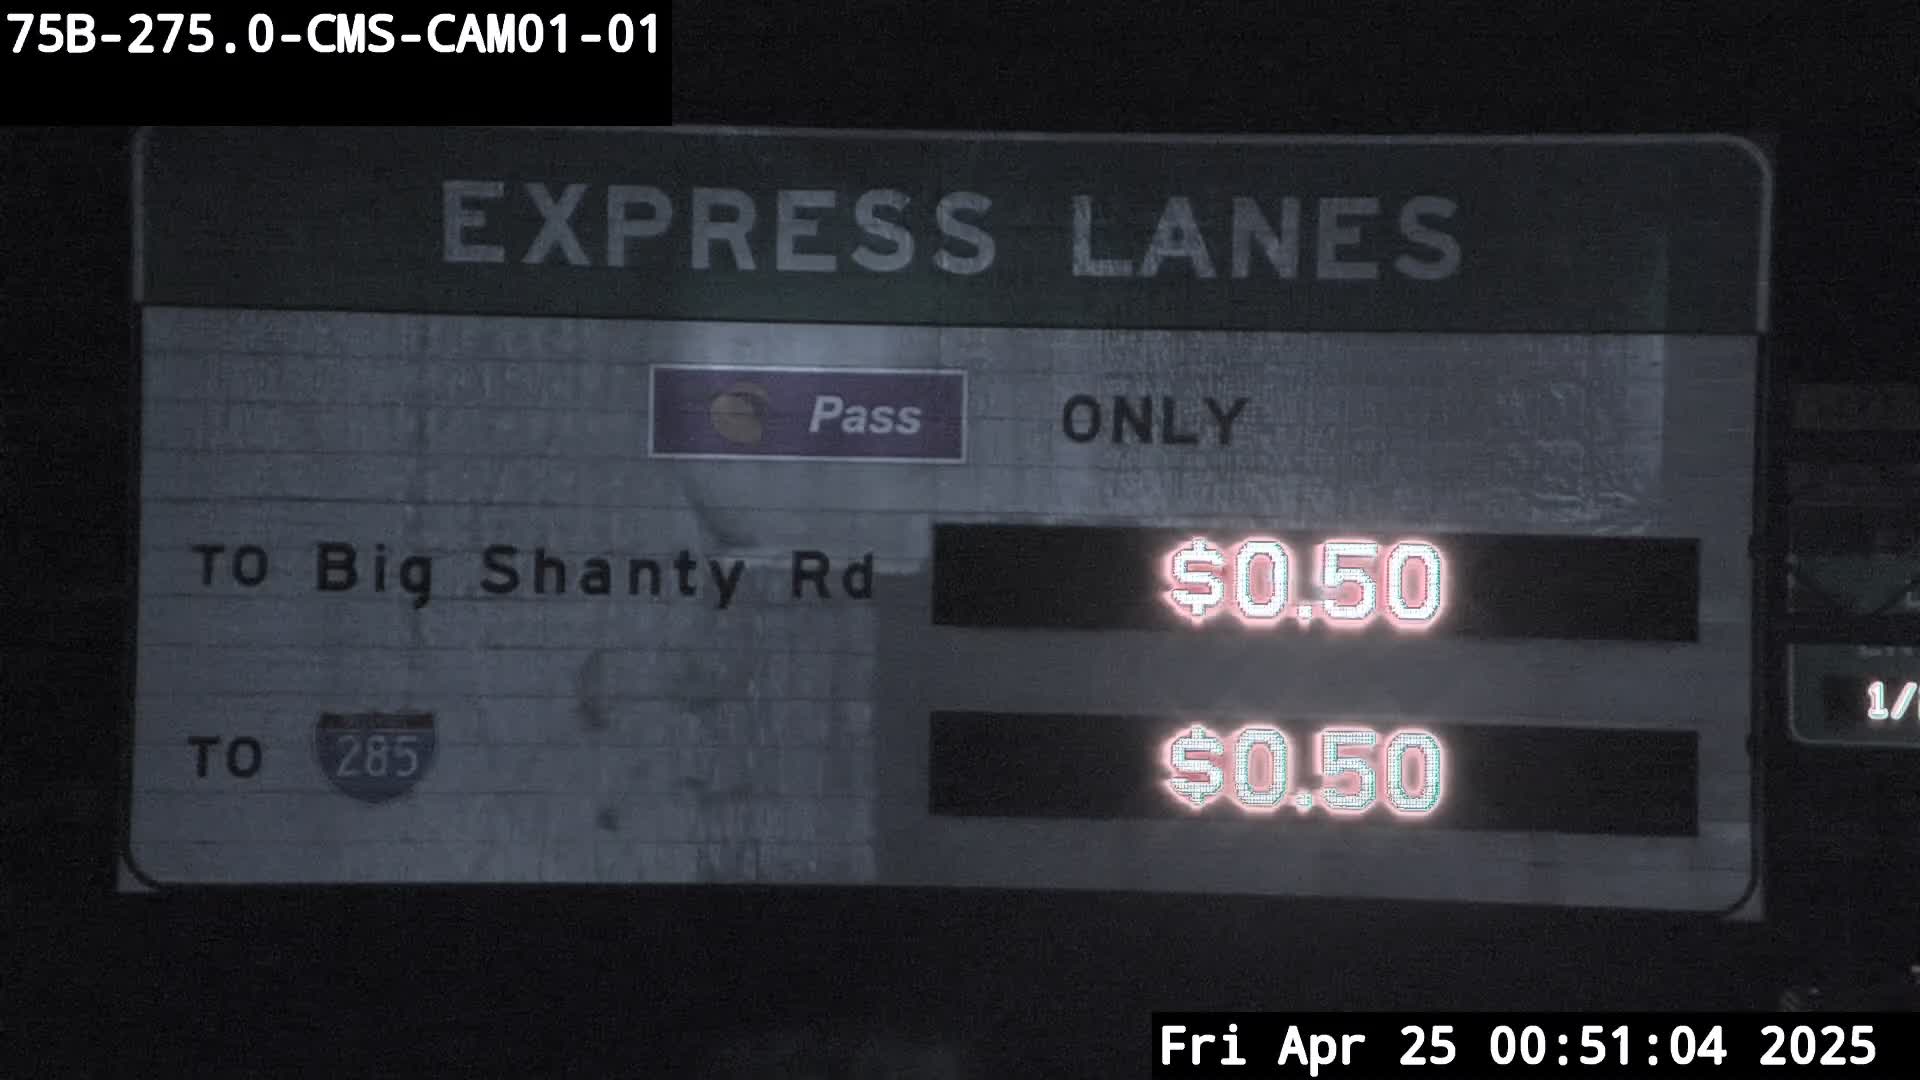 75B-275.0-CMS-CAM01-01
EXPRESS LANES
Pass ONLY
TO Big Shanty Rd $0.50
TO 285 $0.50
1/
Fri Apr 25 00:51:04 2025